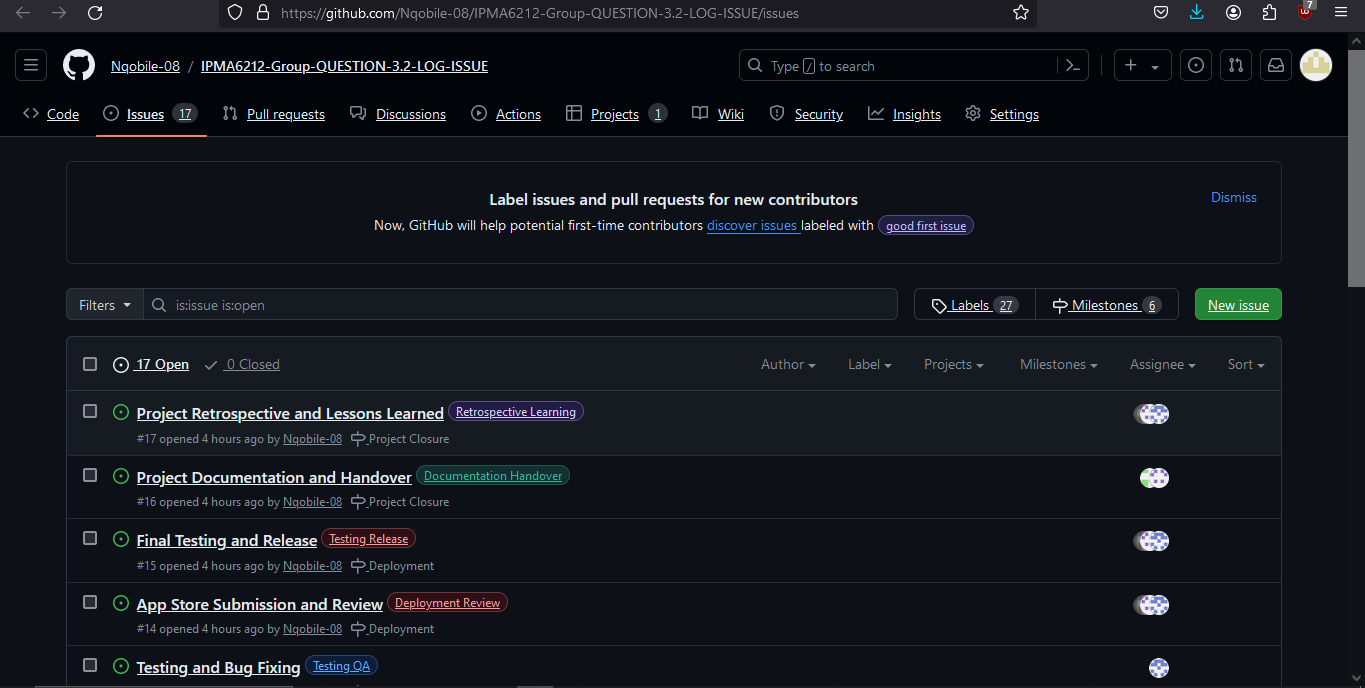 https://github.com/Nqobile-08/IPMA6212-Group-QUESTION-3.2-LOG-ISSUE/issues
7
Nqobile-08 / IPMA6212-Group-QUESTION-3.2-LOG-ISSUE
Type / to search
Code Issues 17 Pull requests Discussions Actions Projects 1 Wiki Security Insights Settings
Label issues and pull requests for new contributors
Dismiss
Now, GitHub will help potential first-time contributors discover issues labeled with good first issue
Filters is:issue is:open Labels 27 Milestones 6 New issue
17 Open 0 Closed Author Label Projects Milestones Assignee Sort
Project Retrospective and Lessons Learned Retrospective Learning
#17 opened 4 hours ago by Nqobile-08 Project Closure
Project Documentation and Handover Documentation Handover
#16 opened 4 hours ago by Nqobile-08 Project Closure
Final Testing and Release Testing Release
#15 opened 4 hours ago by Nqobile-08 Deployment
App Store Submission and Review Deployment Review
#14 opened 4 hours ago by Nqobile-08 Deployment
Testing and Bug Fixing Testing QA